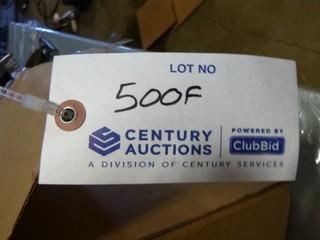 LOT NO
500F
CENTURY AUCTIONS
POWERED BY
ClubBid
A DIVISION OF CENTURY SERVICES